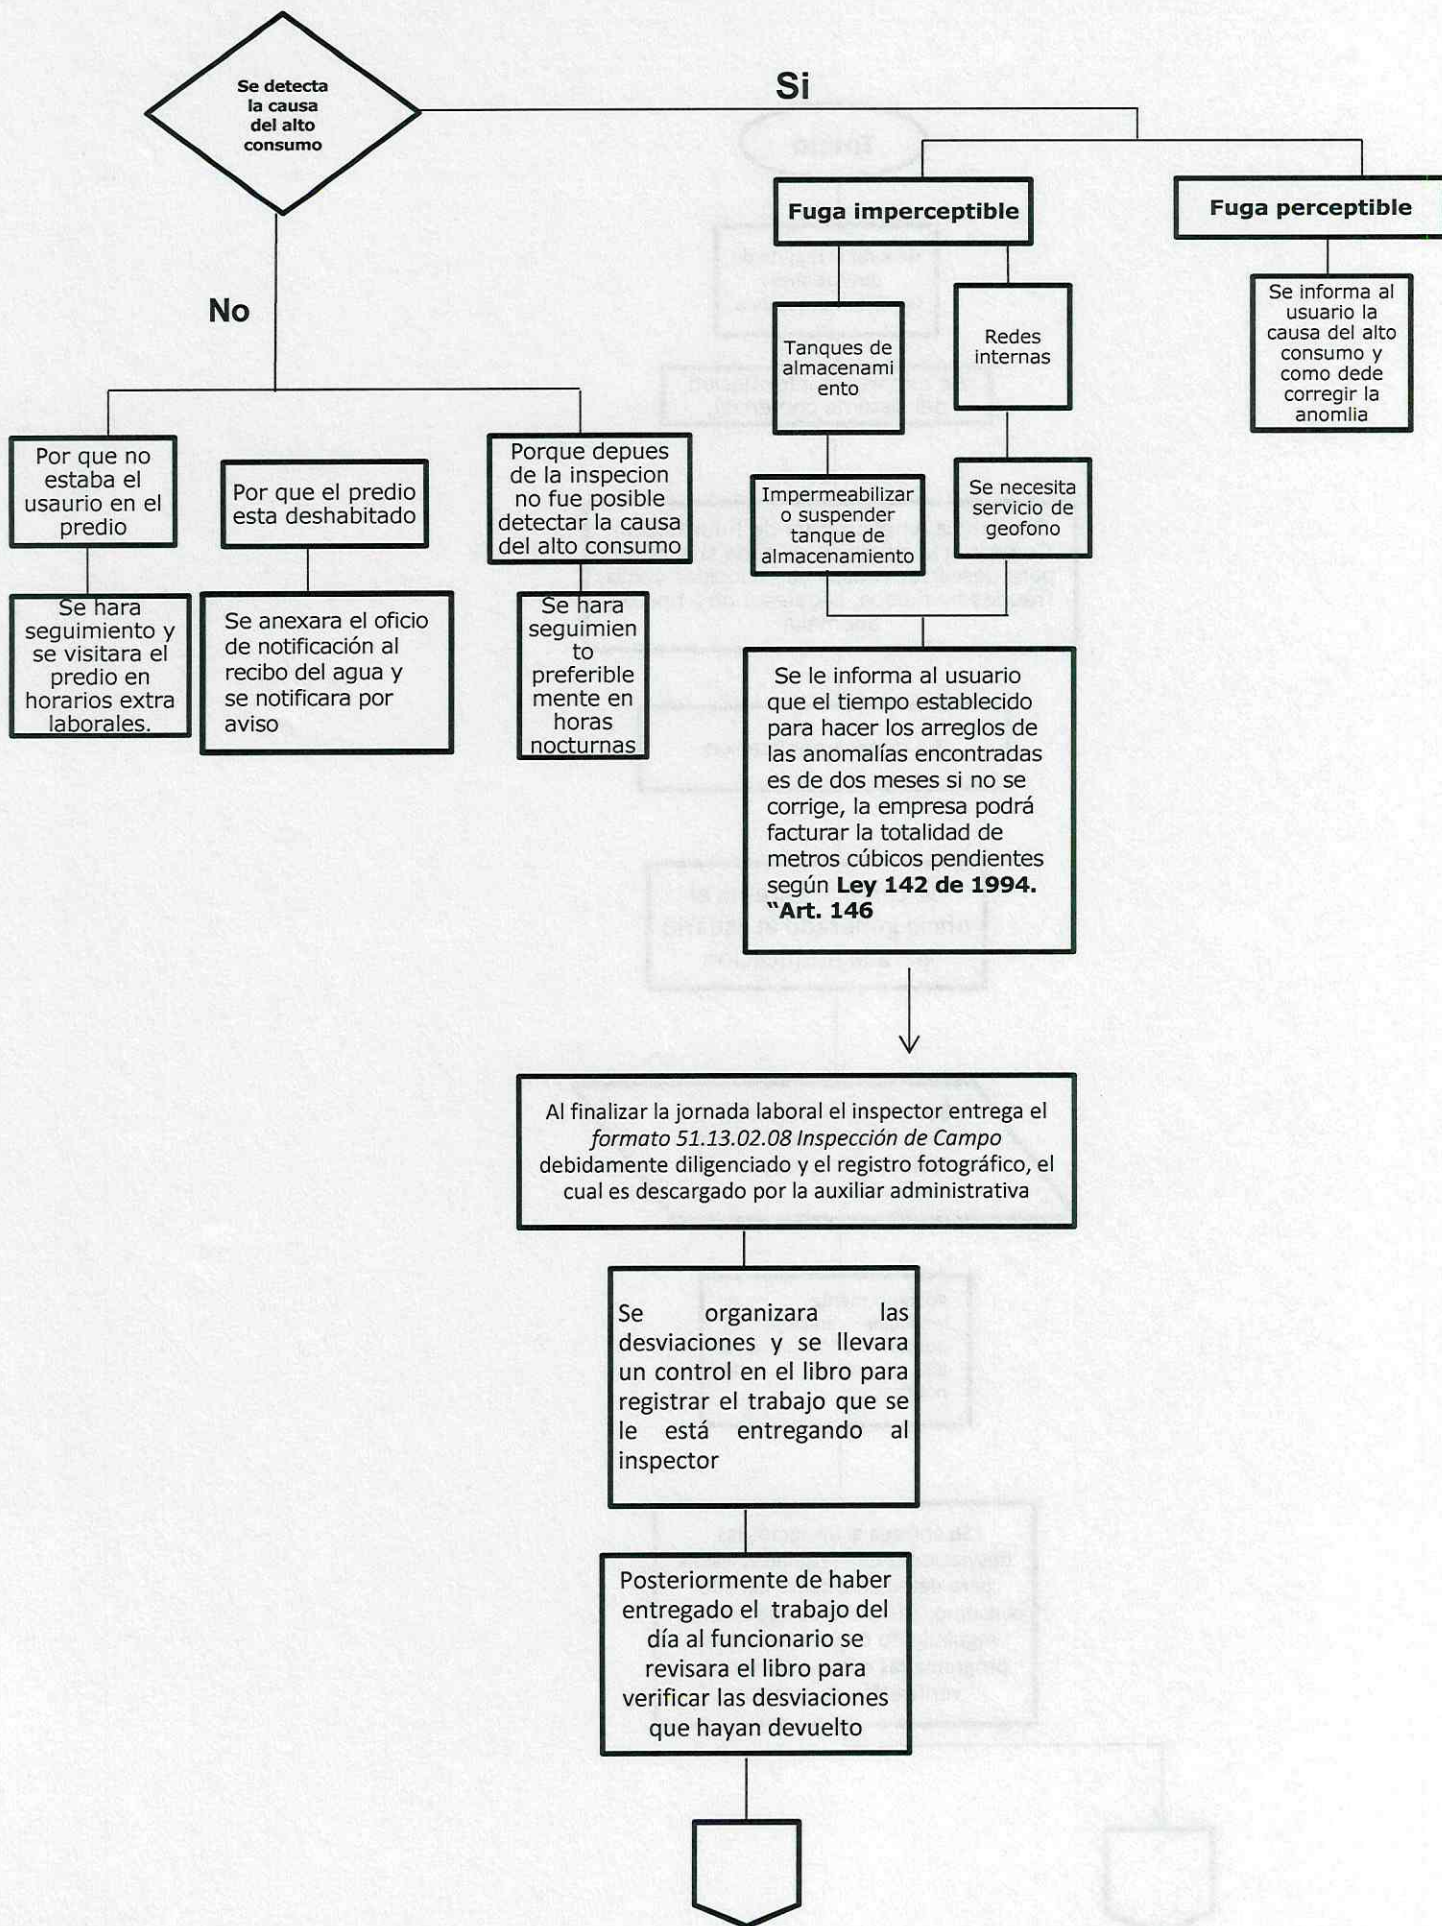 Se detecta
la causa
del alto
consumo
Si
No
Fuga imperceptible
Fuga perceptible
Tanques de
almacenami
ento
Redes
internas
Se informa al
usuario la
causa del alto
consumo y
como dede
corregir la
anomlia
Por que no
estaba el
usaurio en el
predio
Por que el predio
esta deshabitado
Porque depues
de la inspecion
no fue posible
detectar la causa
del alto consumo
Impermeabilizar
o suspender
tanque de
almacenamiento
Se necesita
servicio de
geofono
Se hara
seguimiento y
se visitara el
predio en
horarios extra
laborales.
Se anexara el oficio
de notificación al
recibo del agua y
se notificara por
aviso
Se hara
seguimien
to
preferible
mente en
horas
nocturnas
Se le informa al usuario
que el tiempo establecido
para hacer los arreglos de
las anomalías encontradas
es de dos meses si no se
corrige, la empresa podrá
facturar la totalidad de
metros cúbicos pendientes
según Ley 142 de 1994.
“Art. 146
Al finalizar la jornada laboral el inspector entrega el
formato 51.13.02.08 Inspección de Campo
debidamente diligenciado y el registro fotográfico, el
cual es descargado por la auxiliar administrativa
Se organizara las
desviaciones y se llevara
un control en el libro para
registrar el trabajo que se
le está entregando al
inspector
Posteriormente de haber
entregado el trabajo del
día al funcionario se
revisara el libro para
verificar las desviaciones
que hayan devuelto